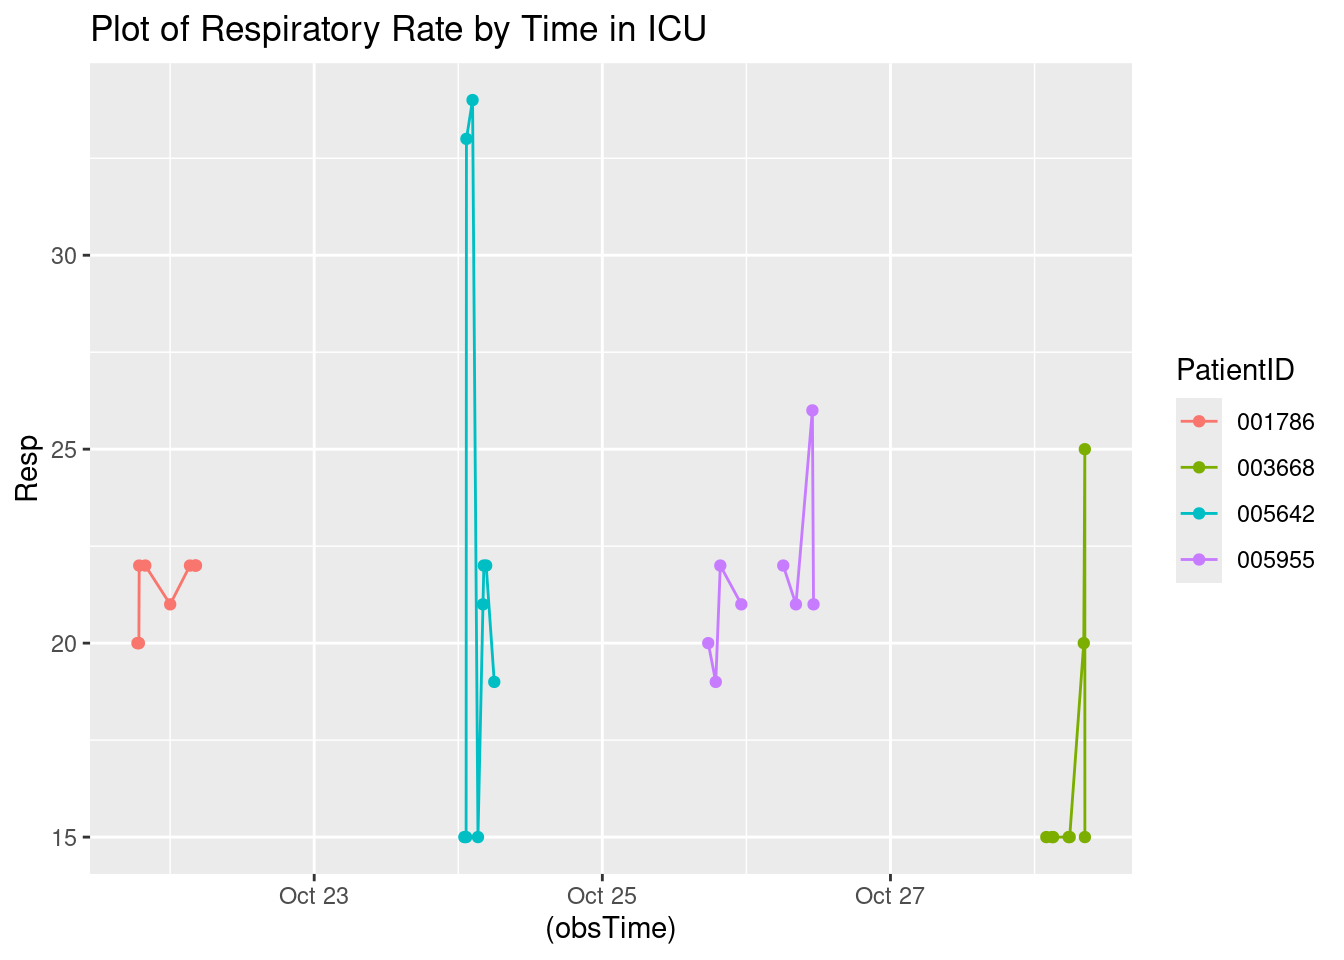 Plot of Respiratory Rate by Time in ICU
30
25
20
15
Resp
Oct 23
Oct 25
Oct 27
(obsTime)
PatientID
001786
003668
005642
005955